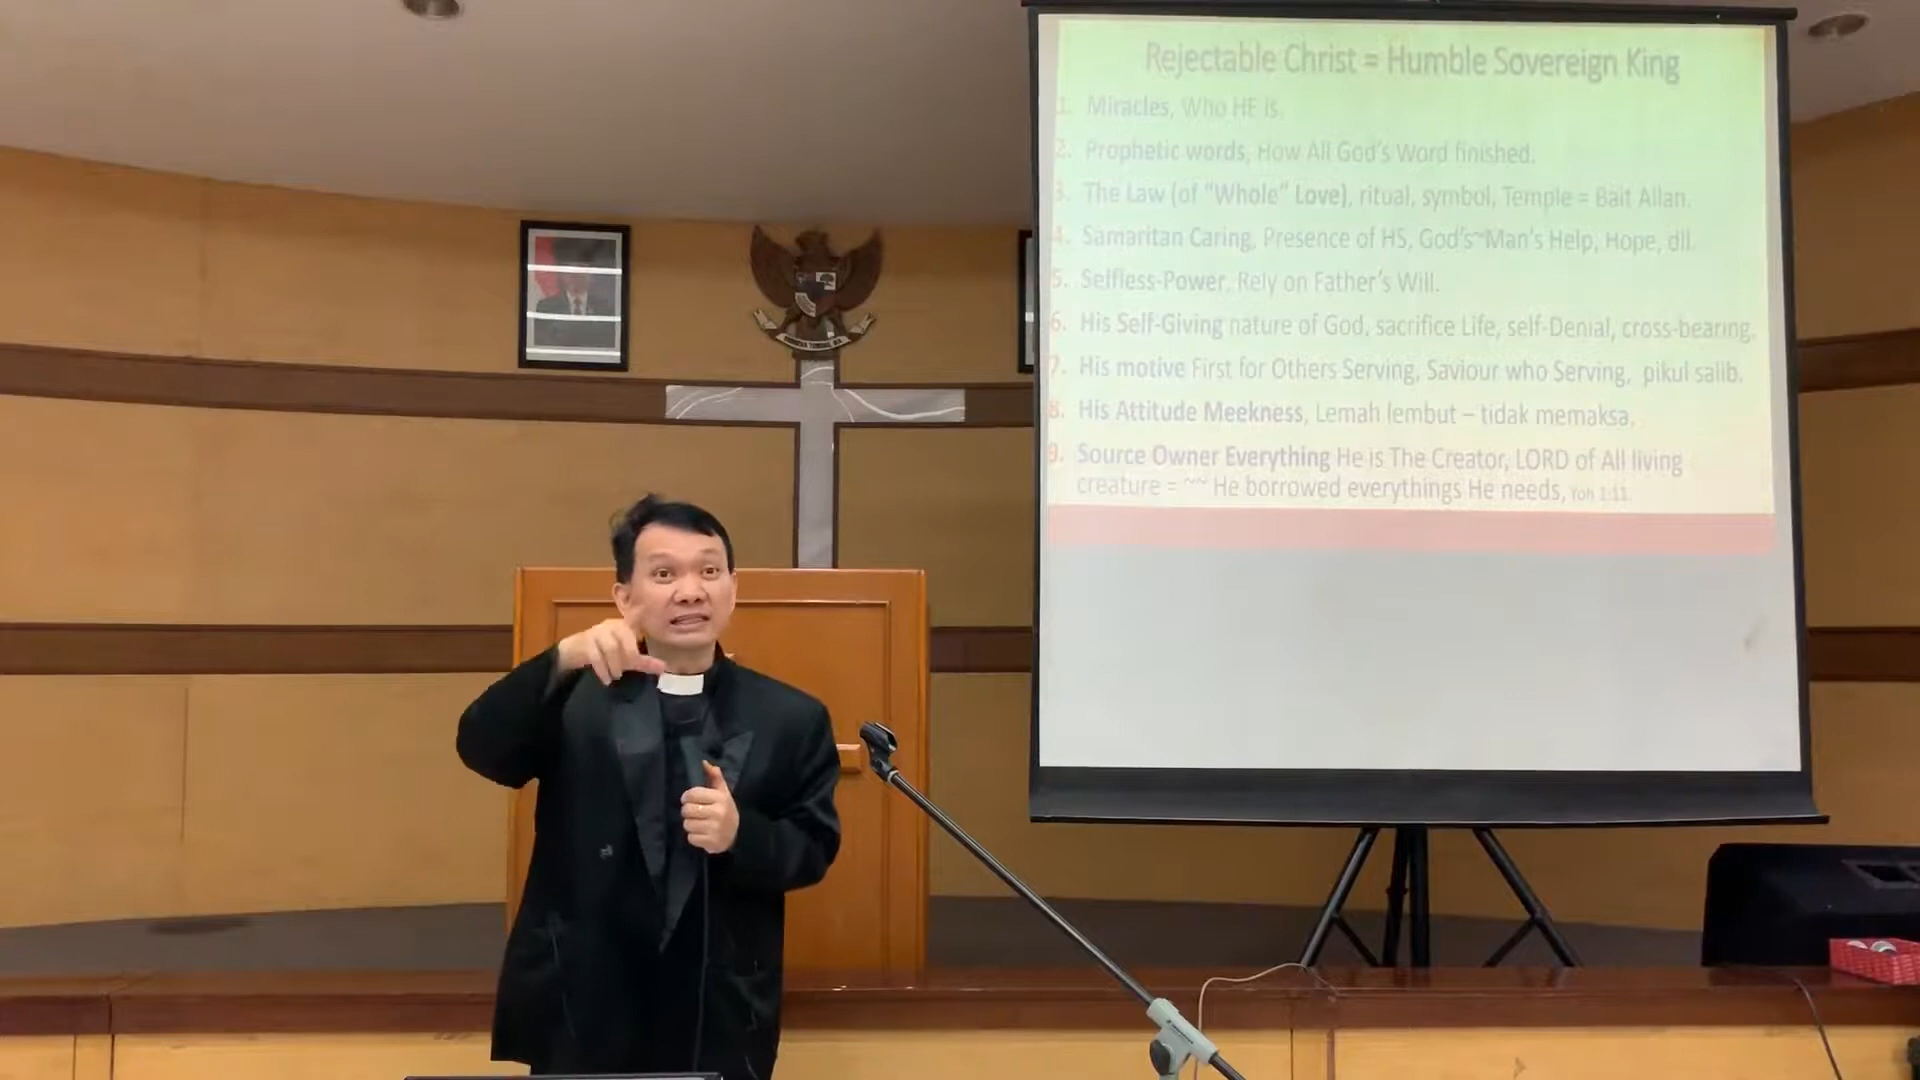 Rejectable Christ = Humble Sovereign King
1. Miracles, Who HE is.
2. Prophetic words, How All God's Word finished.
3. The Law (of "Whole" Love), ritual, symbol, Temple = Bait Allah.
4. Samaritan Caring, Presence of HS, God's~Man's Help, Hope, dll.
5. Selfless-Power, Rely on Father's Will.
6. His Self-Giving nature of God, sacrifice Life, self-Denial, cross-bearing.
7. His motive First for Others Serving, Saviour who Serving, pikul salib.
8. His Attitude Meekness, Lemah lembut – tidak memaksa.
9. Source Owner Everything He is The Creator, LORD of All living
creature = ~~ He borrowed everythings He needs, Yoh 1:11.